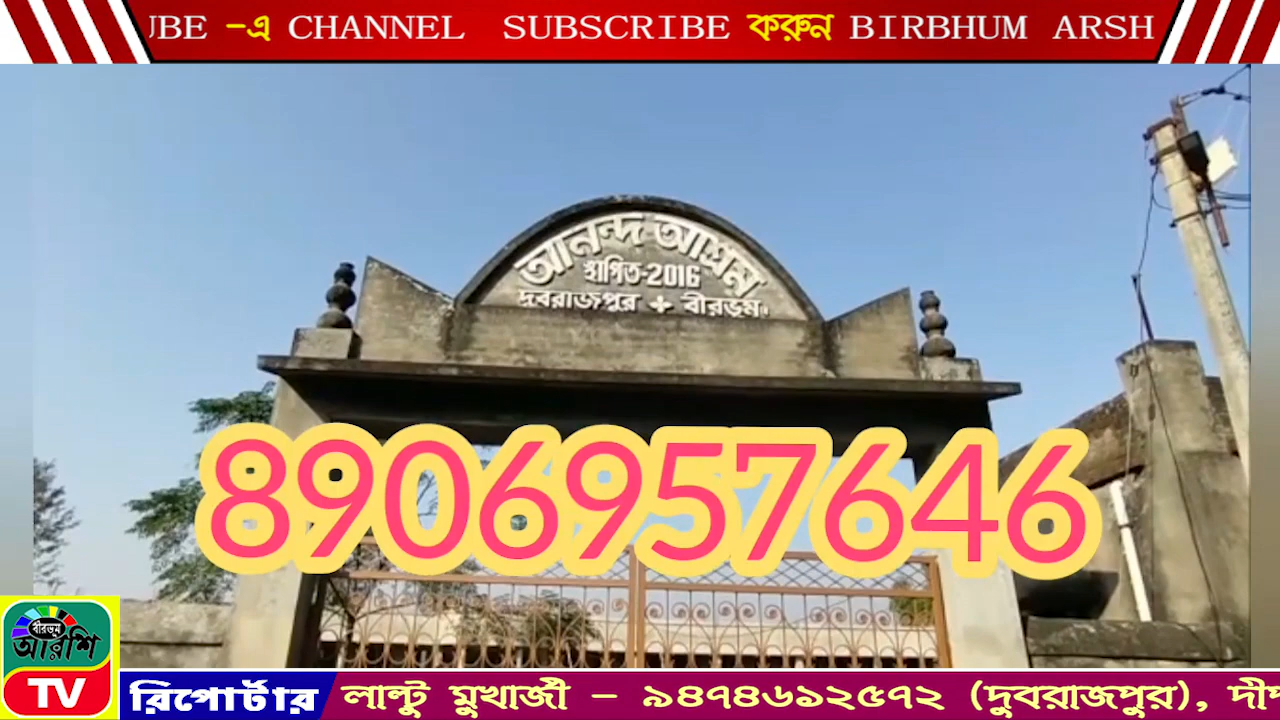 UBE -এ CHANNEL SUBSCRIBE করুন BIRBHUM ARSH
আনন্দ আশ্রম
স্থাপিত-2016
দুবরাজপুর + বীরভূম।
8906957646
বীরভূম
আরশি
TV
রিপোর্টার
লাল্টু মুখার্জী – ৯৪৭৪৬১২৫৭২ (দুবরাজপুর), দীপ